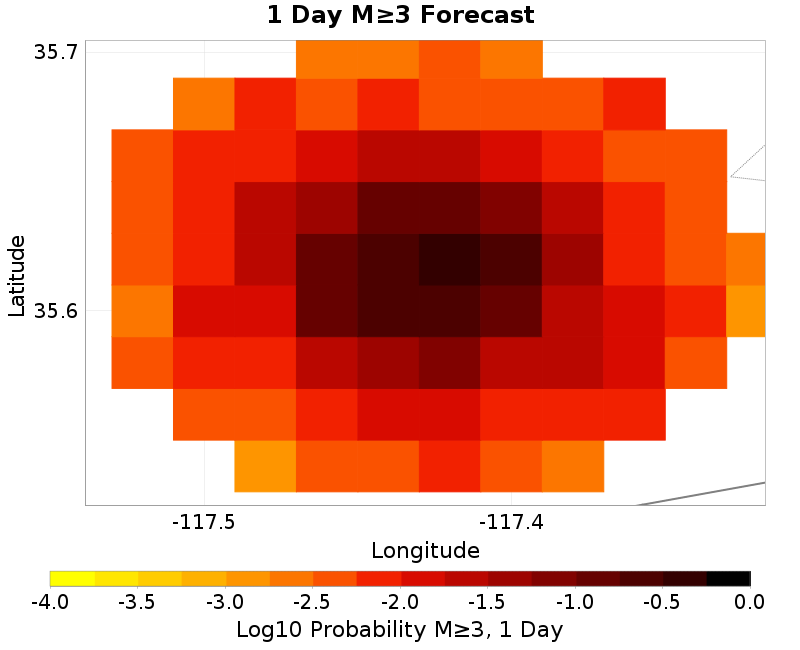 1 Day M≥3 Forecast
35.7
35.6
Latitude
-117.5 -117.4
Longitude
-4.0 -3.5 -3.0 -2.5 -2.0 -1.5 -1.0 -0.5 0.0
Log10 Probability M≥3, 1 Day